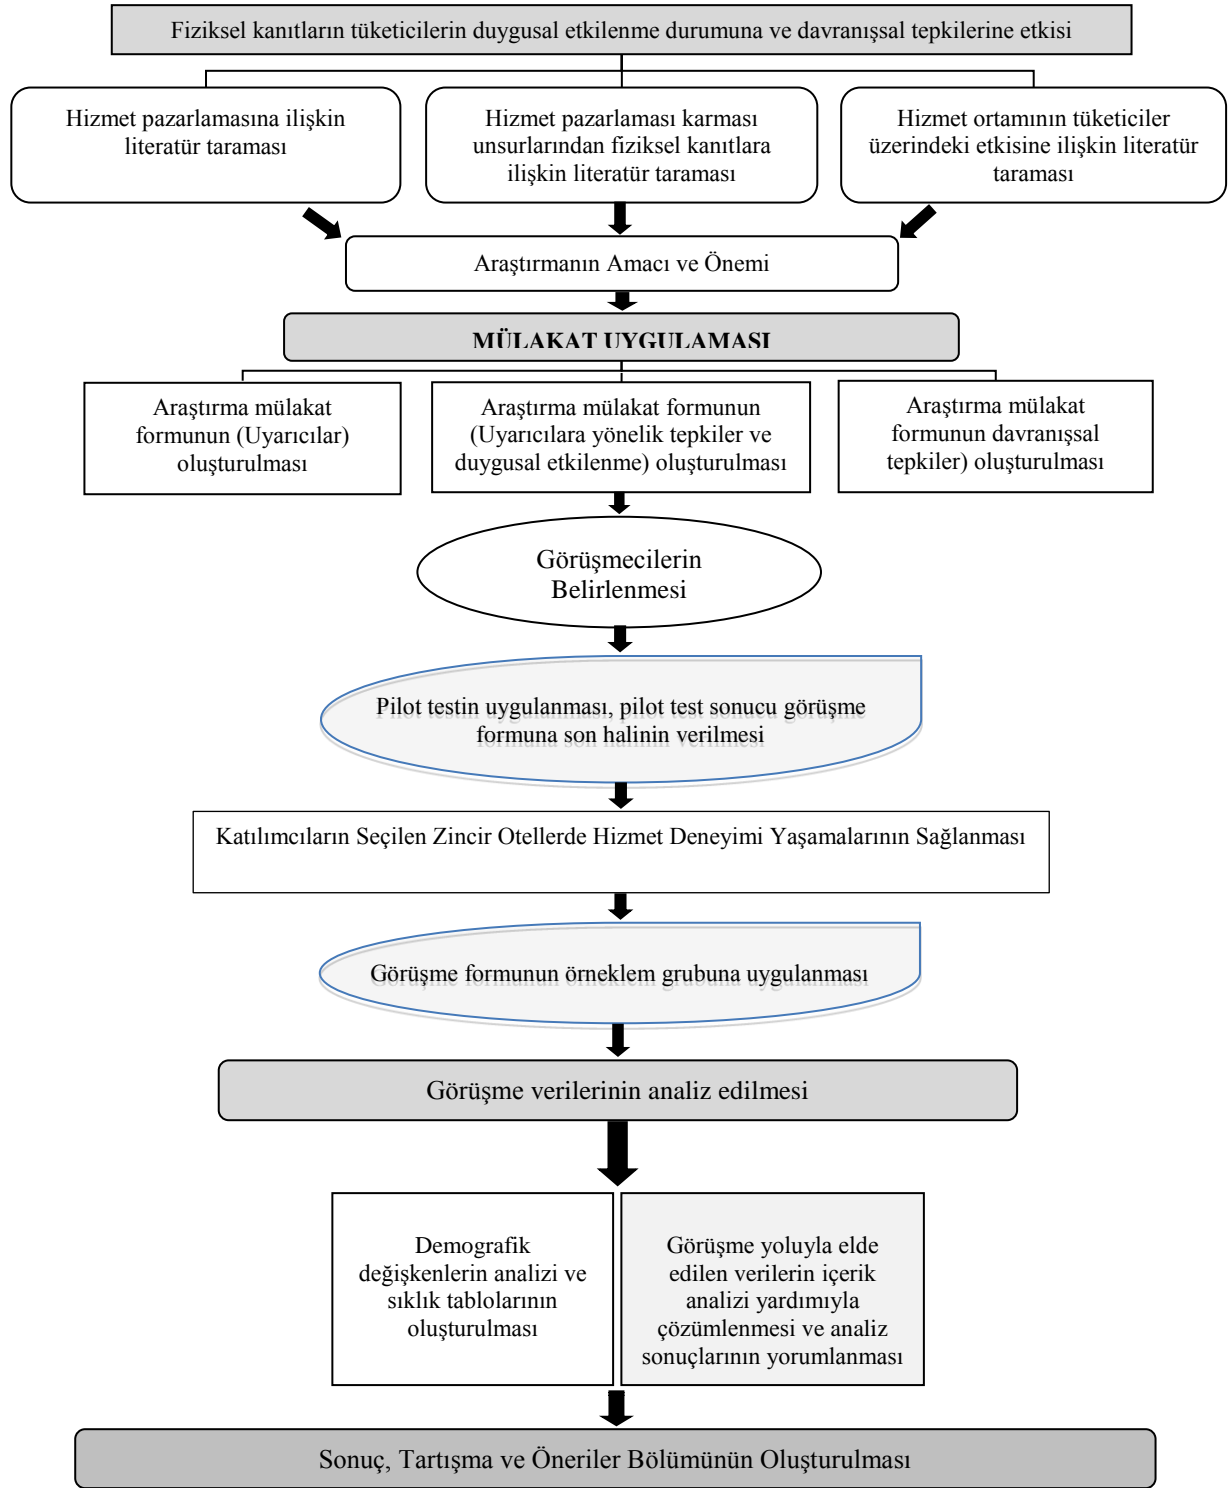 Fiziksel kanıtların tüketicilerin duygusal etkilenme durumuna ve davranışsal tepkilerine etkisi
Hizmet pazarlamasına ilişkin
literatür taraması
Hizmet pazarlaması karması
unsurlarından fiziksel kanıtlara
ilişkin literatür taraması
Hizmet ortamının tüketiciler
üzerindeki etkisine ilişkin literatür
taraması
Araştırmanın Amacı ve Önemi
MÜLAKAT UYGULAMASI
Araştırma mülakat
formunun (Uyarıcılar)
oluşturulması
Araştırma mülakat formunun
(Uyarıcılara yönelik tepkiler ve
duygusal etkilenme) oluşturulması
Araştırma mülakat
formunun davranışsal
tepkiler) oluşturulması
Görüşmecilerin
Belirlenmesi
Pilot testin uygulanması, pilot test sonucu görüşme
formuna son halinin verilmesi
Katılımcıların Seçilen Zincir Otellerde Hizmet Deneyimi Yaşamalarının Sağlanması
Görüşme formunun örneklem grubuna uygulanması
Görüşme verilerinin analiz edilmesi
Demografik
değişkenlerin analizi ve
sıklık tablolarının
oluşturulması
Görüşme yoluyla elde
edilen verilerin içerik
analizi yardımıyla
çözümlenmesi ve analiz
sonuçlarının yorumlanması
Sonuç, Tartışma ve Öneriler Bölümünün Oluşturulması